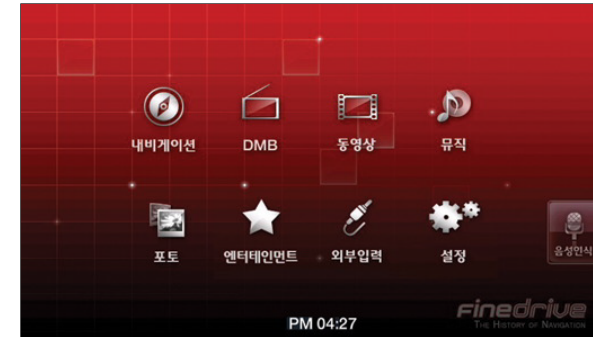 내비게이션
DMB
동영상
뮤직
포토
엔터테인먼트
외부입력
설정
음성인식
PM 04:27
Finedrive
THE HISTORY OF NAVIGATION